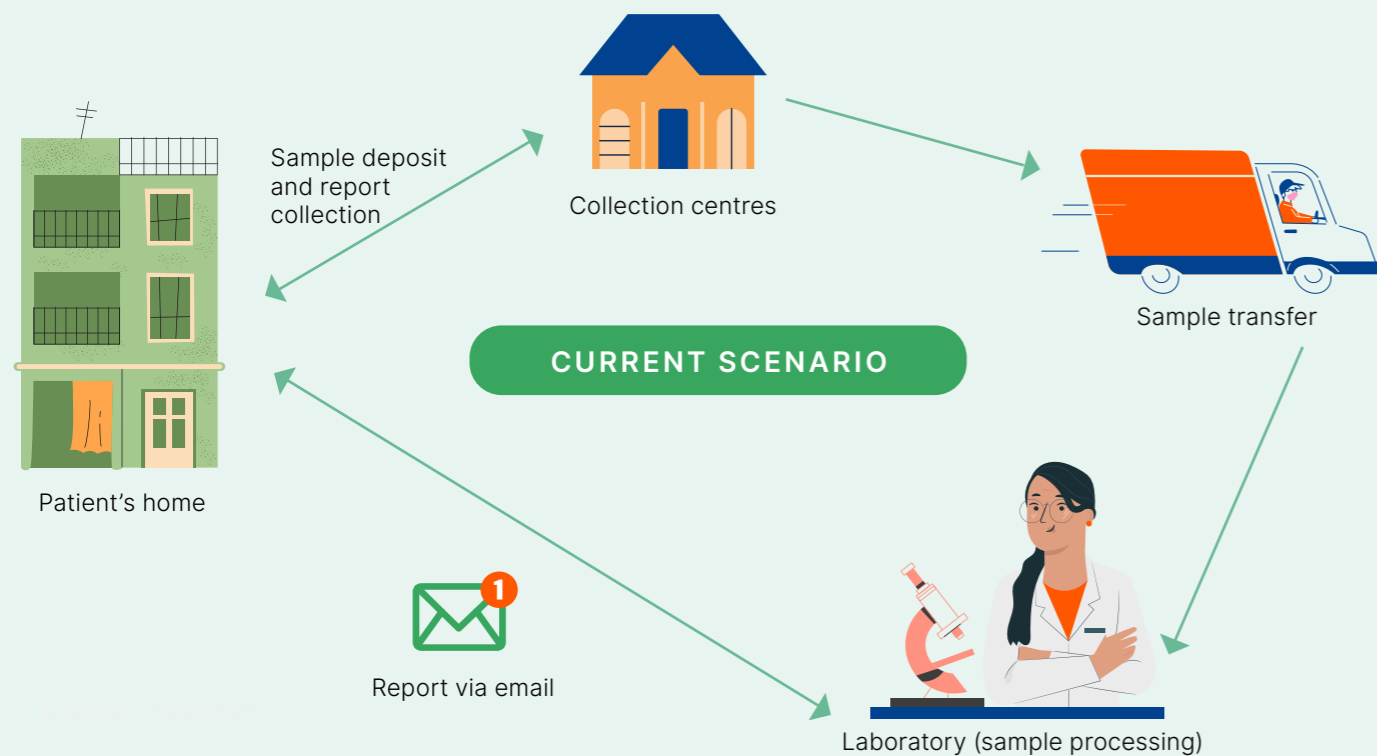 Sample deposit
and report
collection
Collection centres
Sample transfer
CURRENT SCENARIO
Patient’s home
1
Report via email
Laboratory (sample processing)